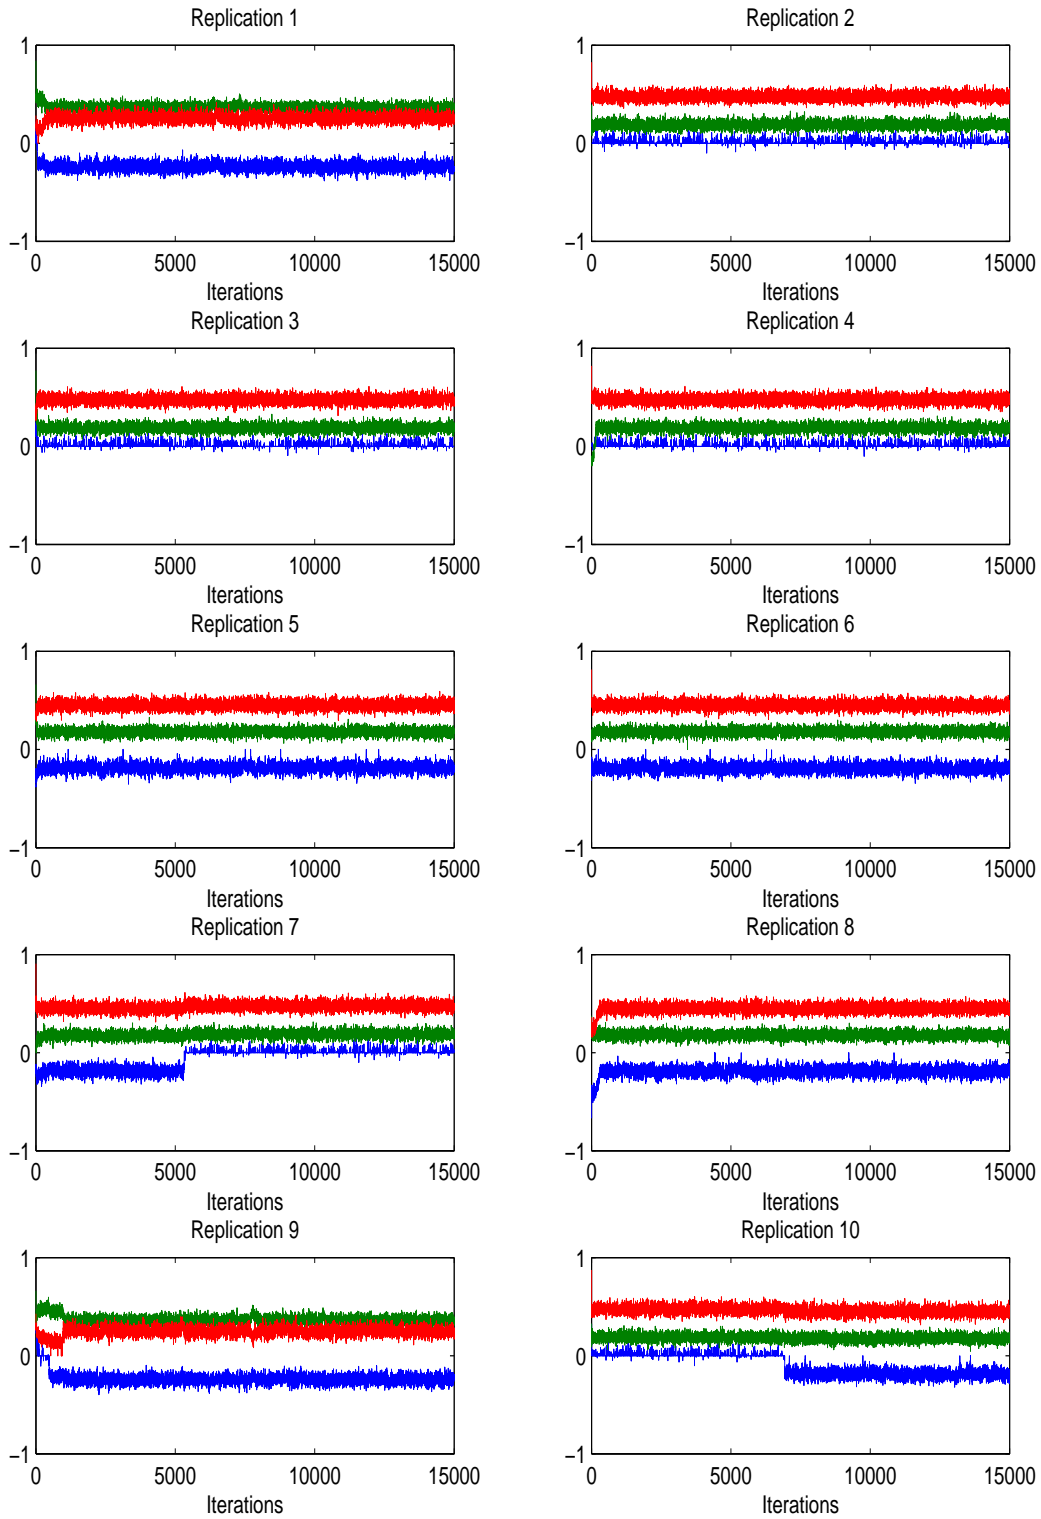 Replication 1
1
0
−1
0 5000 10000 15000
Iterations
Replication 2
1
0
−1
0 5000 10000 15000
Iterations
Replication 3
1
0
−1
0 5000 10000 15000
Iterations
Replication 4
1
0
−1
0 5000 10000 15000
Iterations
Replication 5
1
0
−1
0 5000 10000 15000
Iterations
Replication 6
1
0
−1
0 5000 10000 15000
Iterations
Replication 7
1
0
−1
0 5000 10000 15000
Iterations
Replication 8
1
0
−1
0 5000 10000 15000
Iterations
Replication 9
1
0
−1
0 5000 10000 15000
Iterations
Replication 10
1
0
−1
0 5000 10000 15000
Iterations